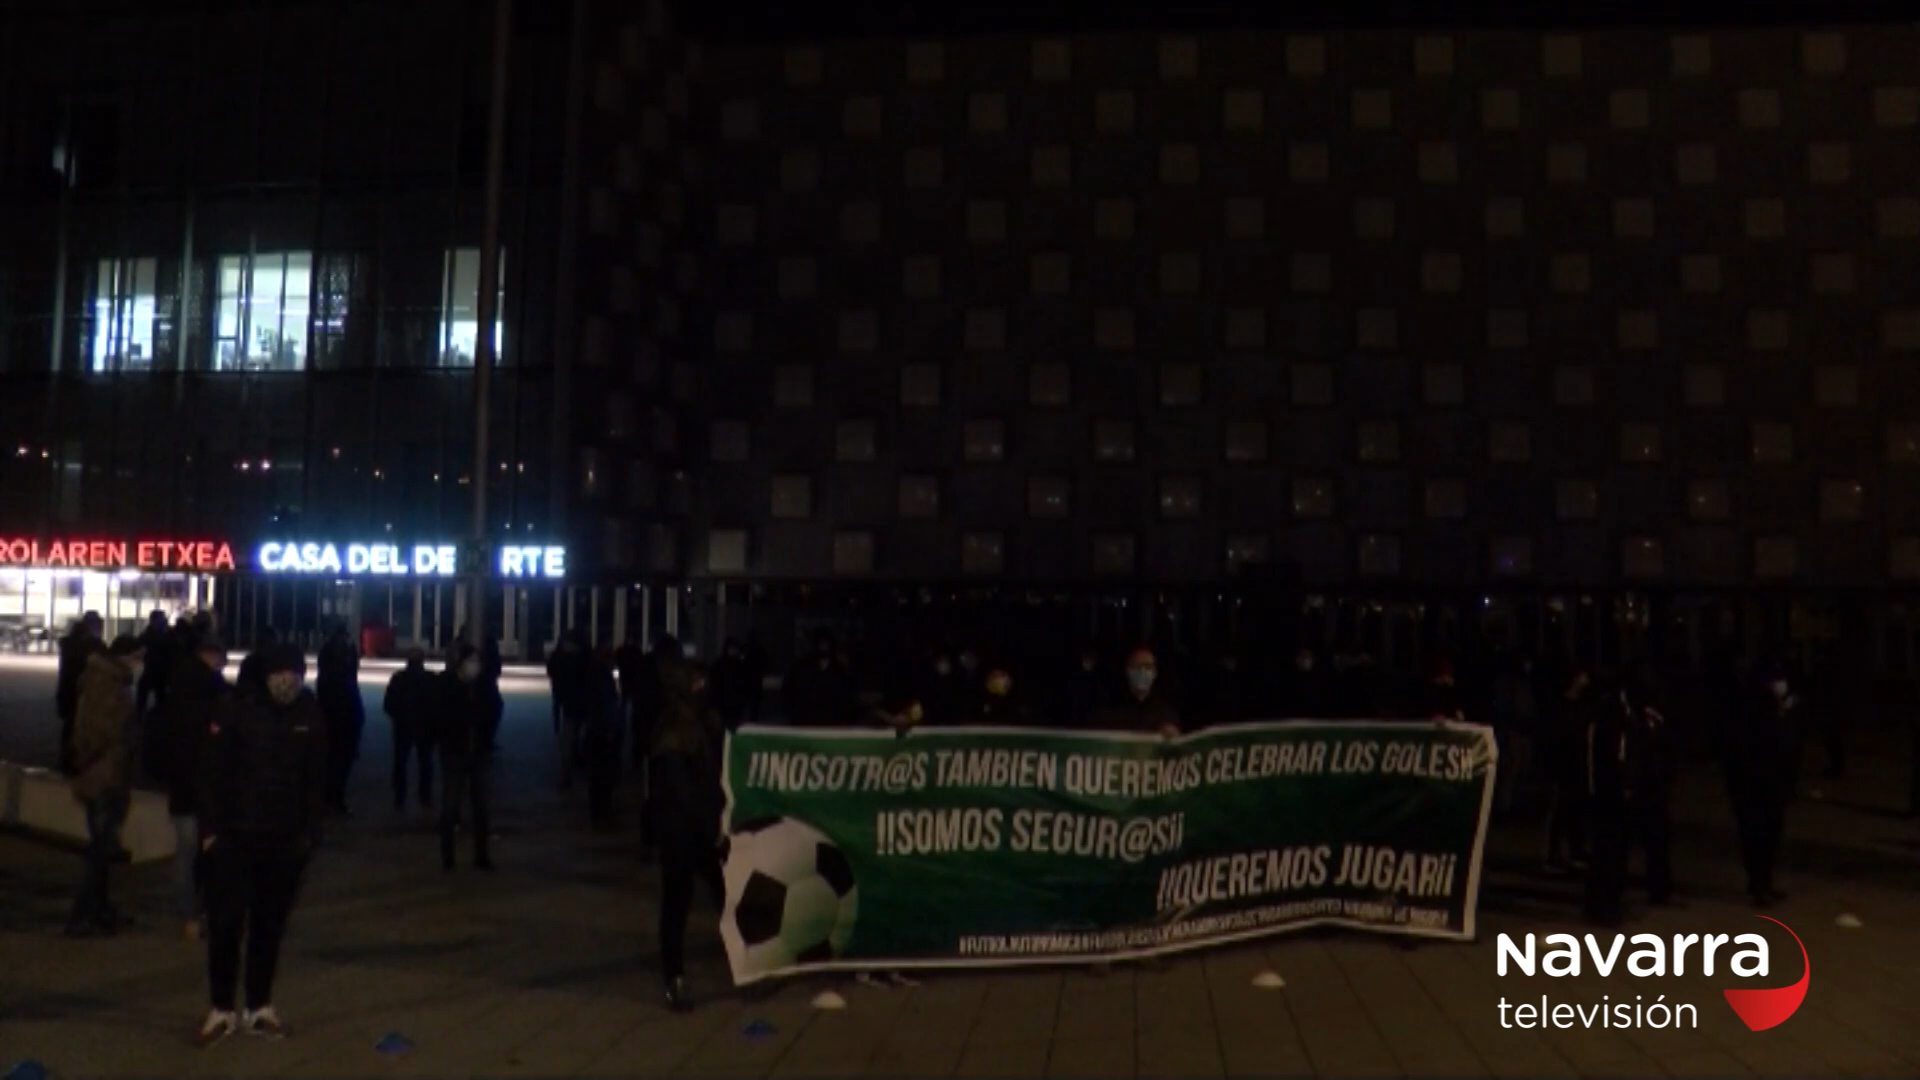 ROLAREN ETXEA CASA DEL DE RTE
!!NOSOTR@S TAMBIEN QUEREMOS CELEBRAR LOS GOLES¡¡
!!SOMOS SEGUR@S¡¡
!!QUEREMOS JUGAR¡¡
Navarra
televisión